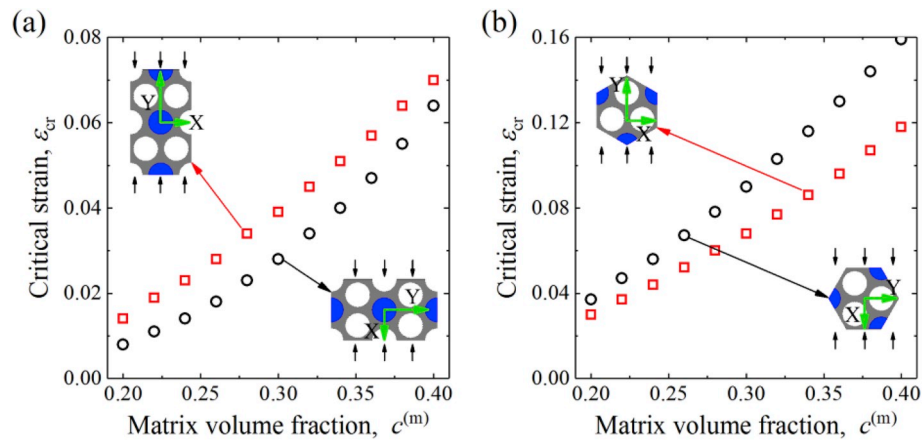 (a)
0.08
0.06
0.04
0.02
0.00
Critical strain, εcr
Y
X
Y
X
0.20 0.25 0.30 0.35 0.40
Matrix volume fraction, c(m)
(b)
0.16
0.12
0.08
0.04
0.00
Critical strain, εcr
Y
X
Y
X
0.20 0.25 0.30 0.35 0.40
Matrix volume fraction, c(m)